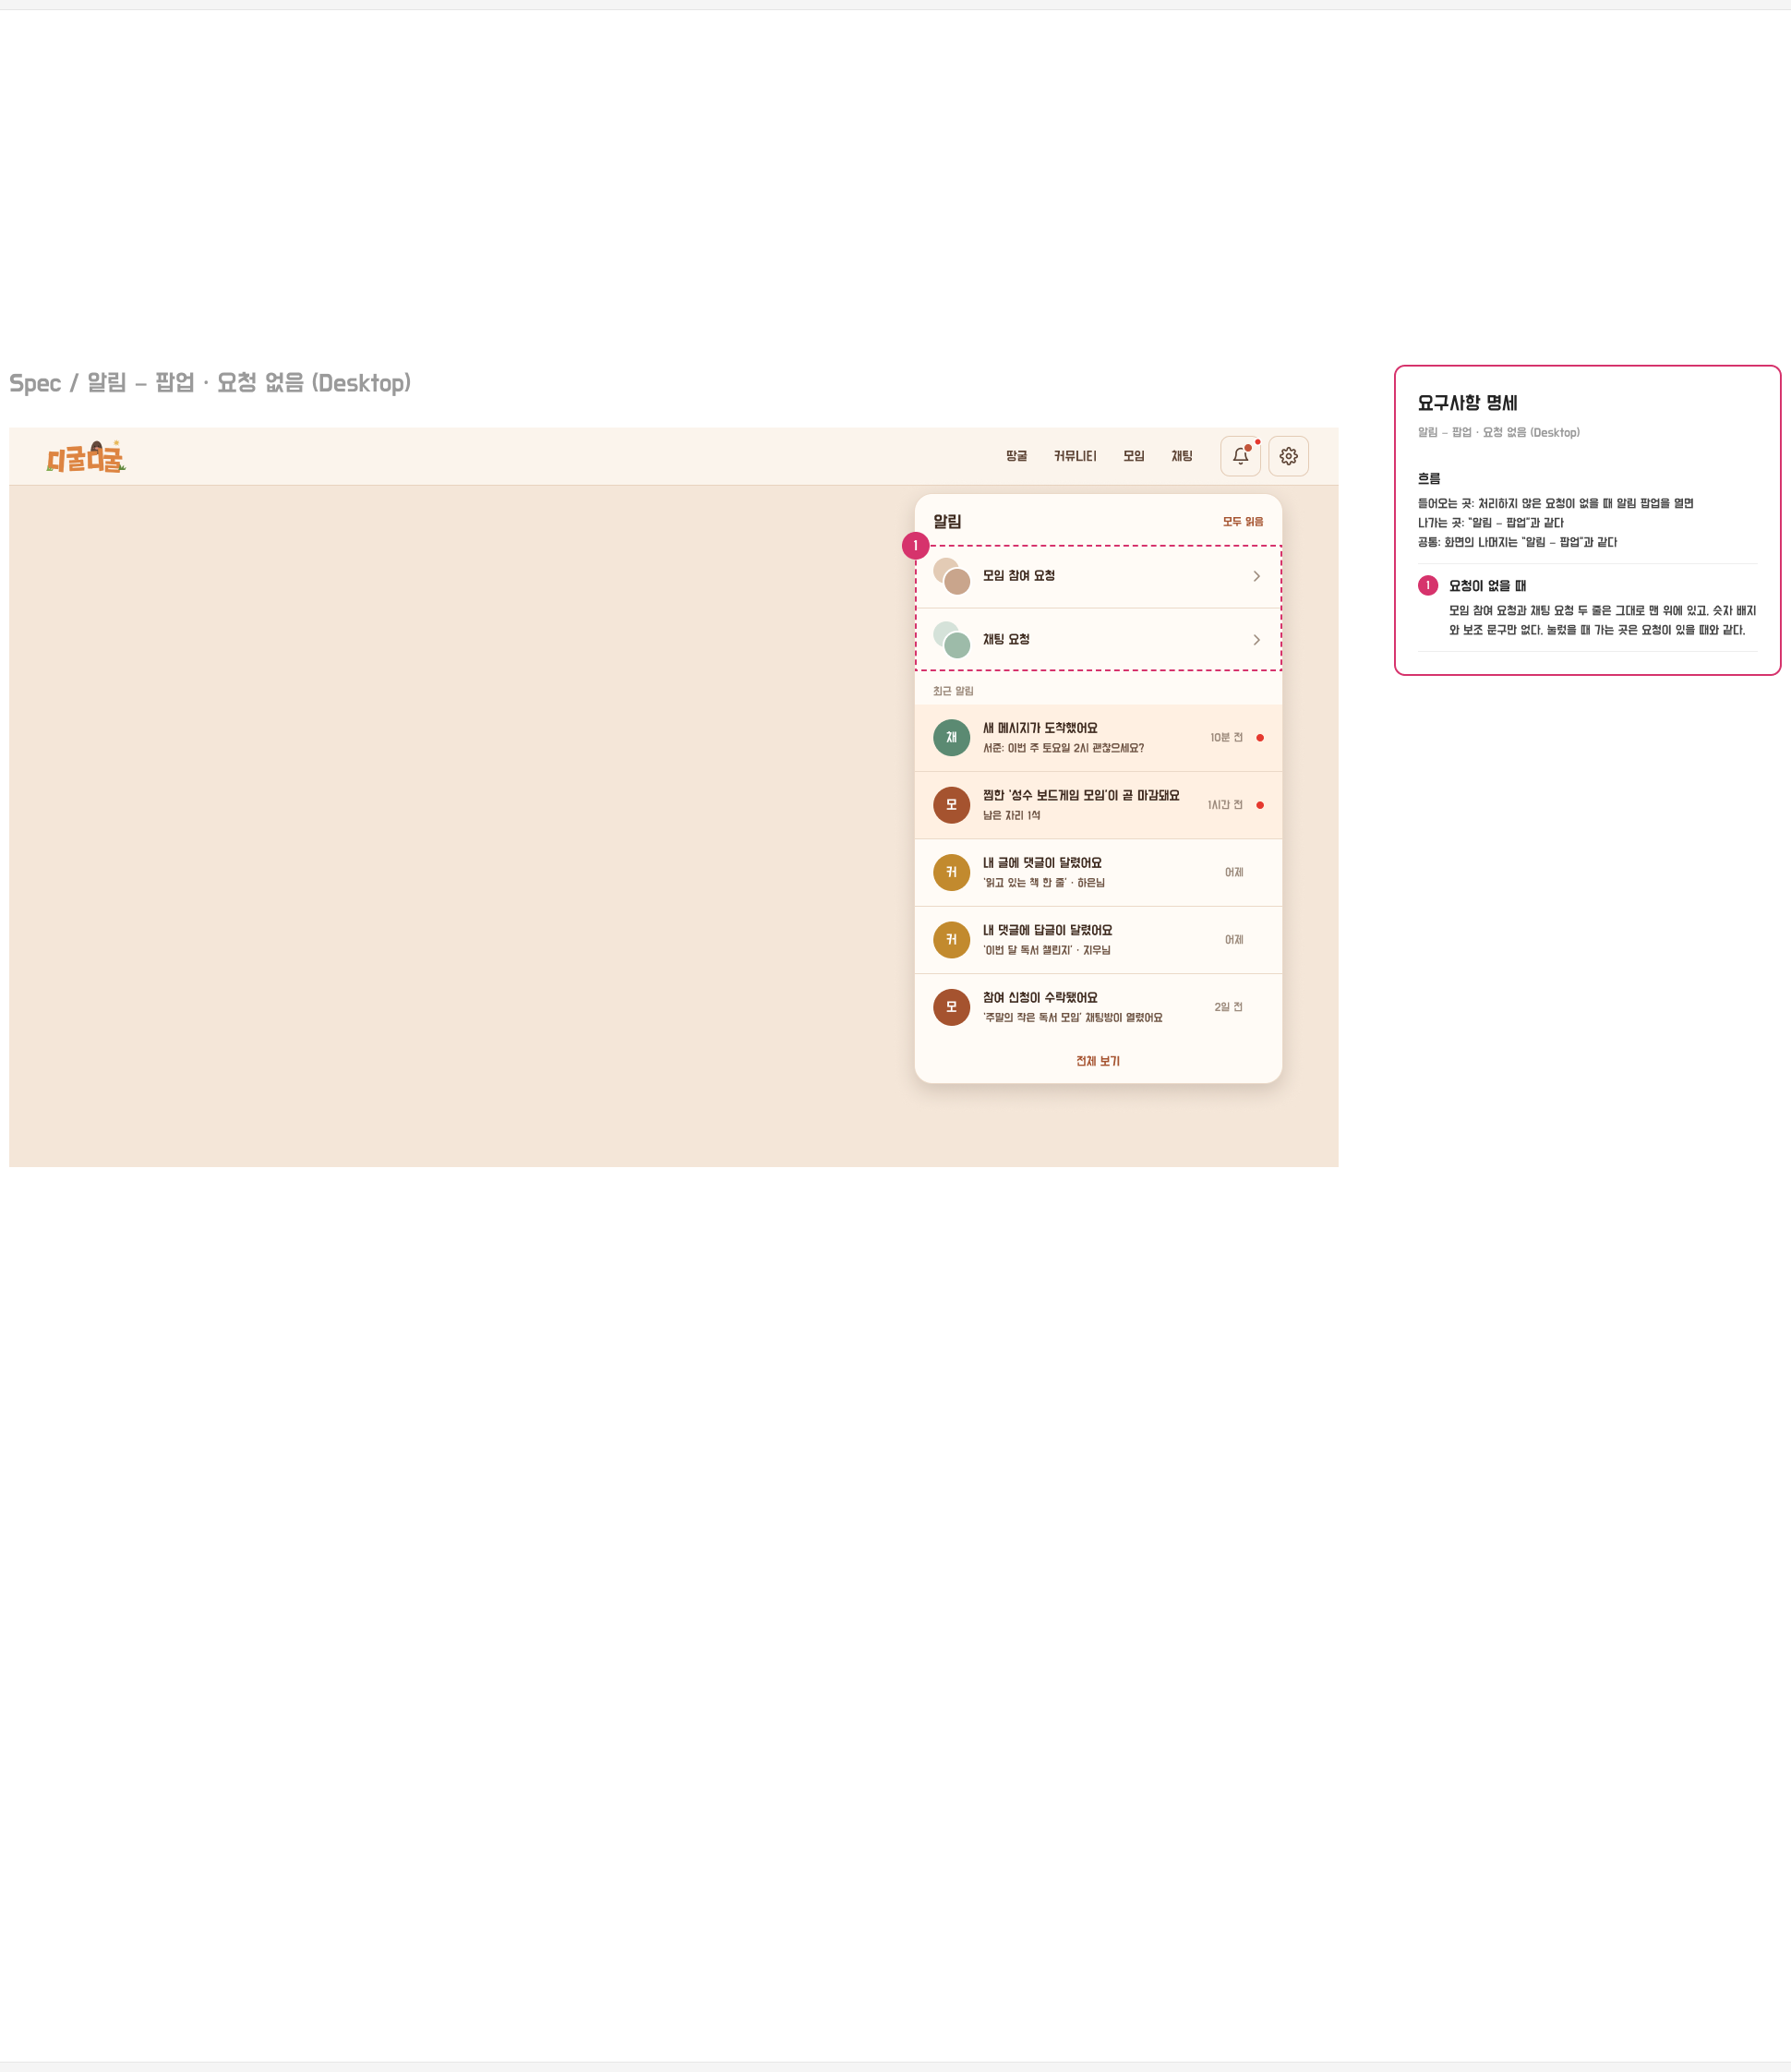 Spec / 알림 – 팝업 · 요청 없음 (Desktop)
디굴디굴
땅굴
커뮤니티
모임
채팅
알림
모두 읽음
1
모임 참여 요청
채팅 요청
최근 알림
채
새 메시지가 도착했어요
서준: 이번 주 토요일 2시 괜찮으세요?
10분 전
모
찜한 '성수 보드게임 모임'이 곧 마감돼요
남은 자리 1석
1시간 전
커
내 글에 댓글이 달렸어요
'읽고 있는 책 한 줄' · 하은님
어제
커
내 댓글에 답글이 달렸어요
'이번 달 독서 챌린지' · 지우님
어제
모
참여 신청이 수락됐어요
'주말의 작은 독서 모임' 채팅방이 열렸어요
2일 전
전체 보기
요구사항 명세
알림 – 팝업 · 요청 없음 (Desktop)
흐름
들어오는 곳: 처리하지 않은 요청이 없을 때 알림 팝업을 열면
나가는 곳: "알림 – 팝업"과 같다
공통: 화면의 나머지는 "알림 – 팝업"과 같다
1
요청이 없을 때
모임 참여 요청과 채팅 요청 두 줄은 그대로 맨 위에 있고, 숫자 배지
와 보조 문구만 없다. 눌렀을 때 가는 곳은 요청이 있을 때와 같다.